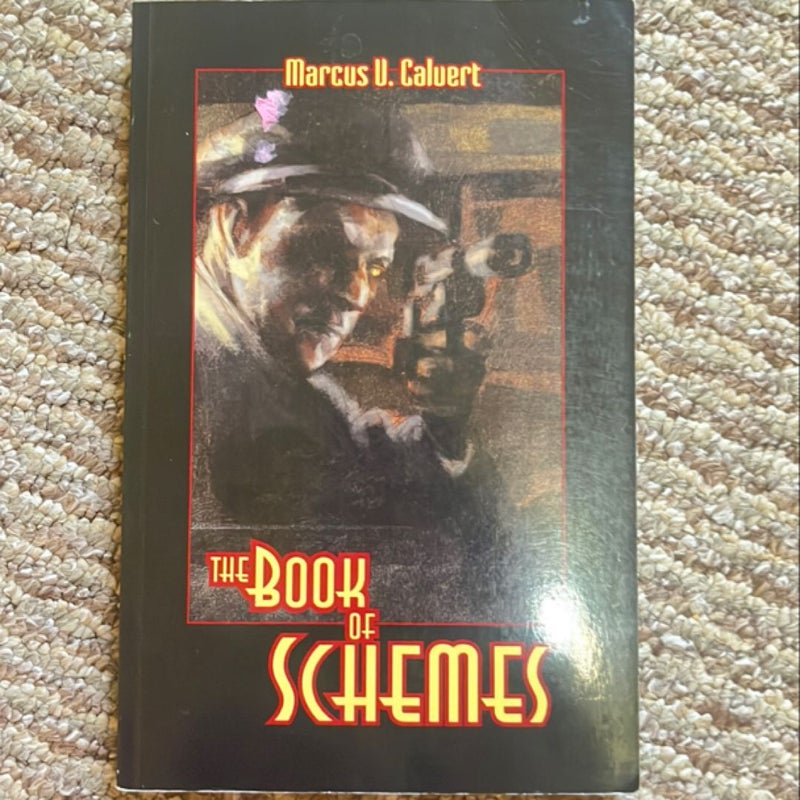 Marcus V. Calvert
THE BOOK
OF
SCHEMES